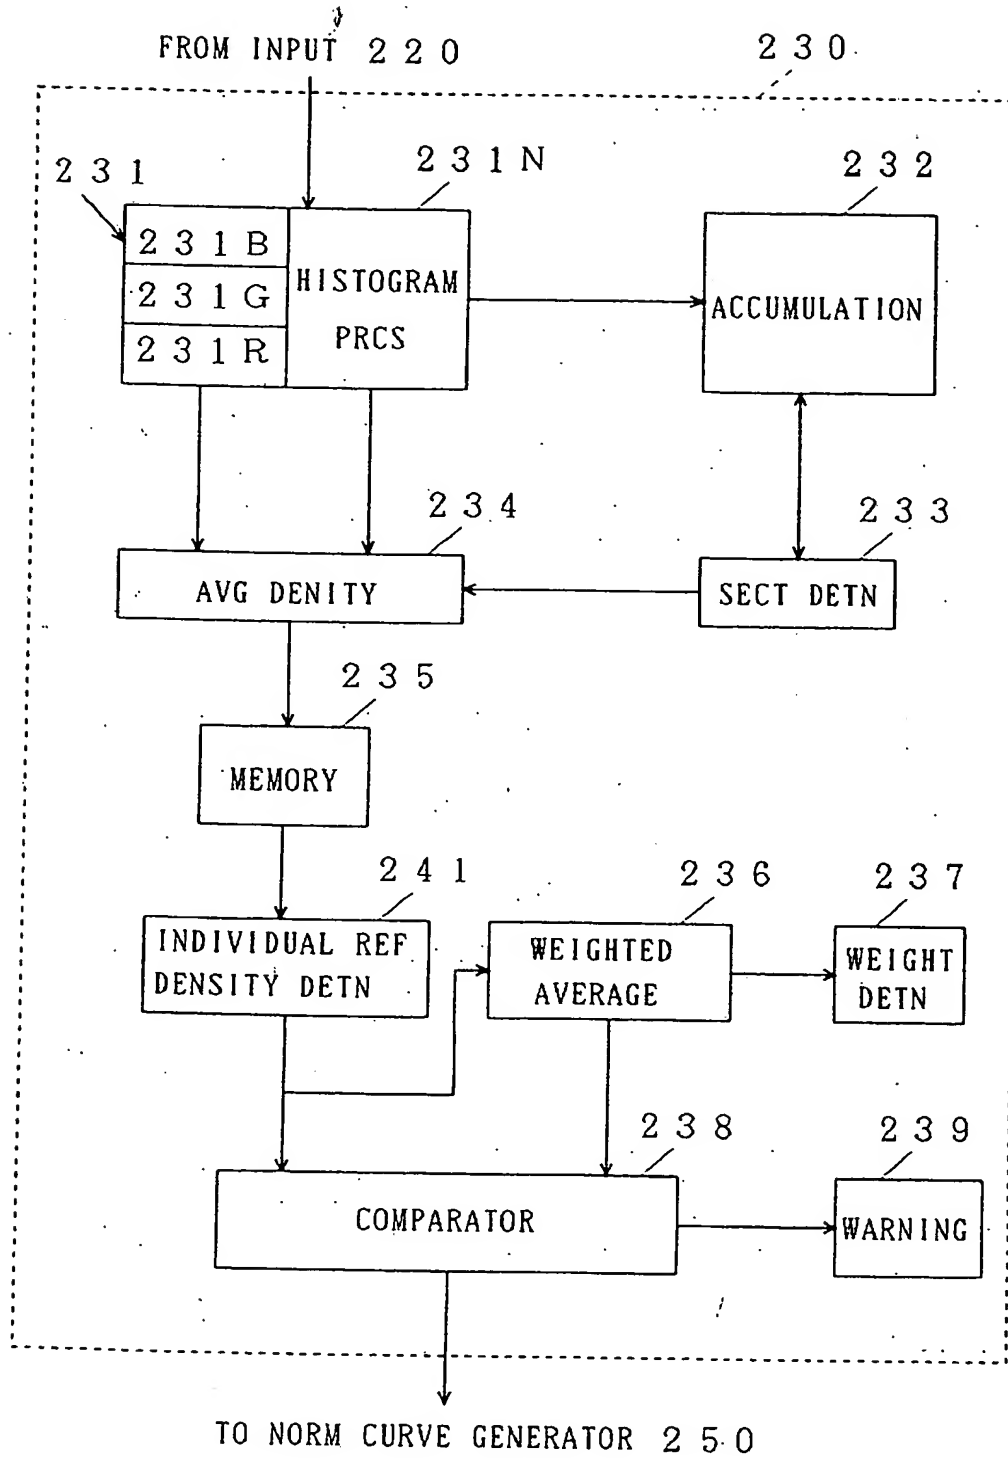 FROM INPUT 220
230
231
231N
232
231B
231G
231R
HISTOGRAM
PRCS
ACCUMULATION
234
233
AVG DENITY
SECT DETN
235
MEMORY
241
236
237
INDIVIDUAL REF
DENSITY DETN
WEIGHTED
AVERAGE
WEIGHT
DETN
238
239
COMPARATOR
WARNING
TO NORM CURVE GENERATOR 250